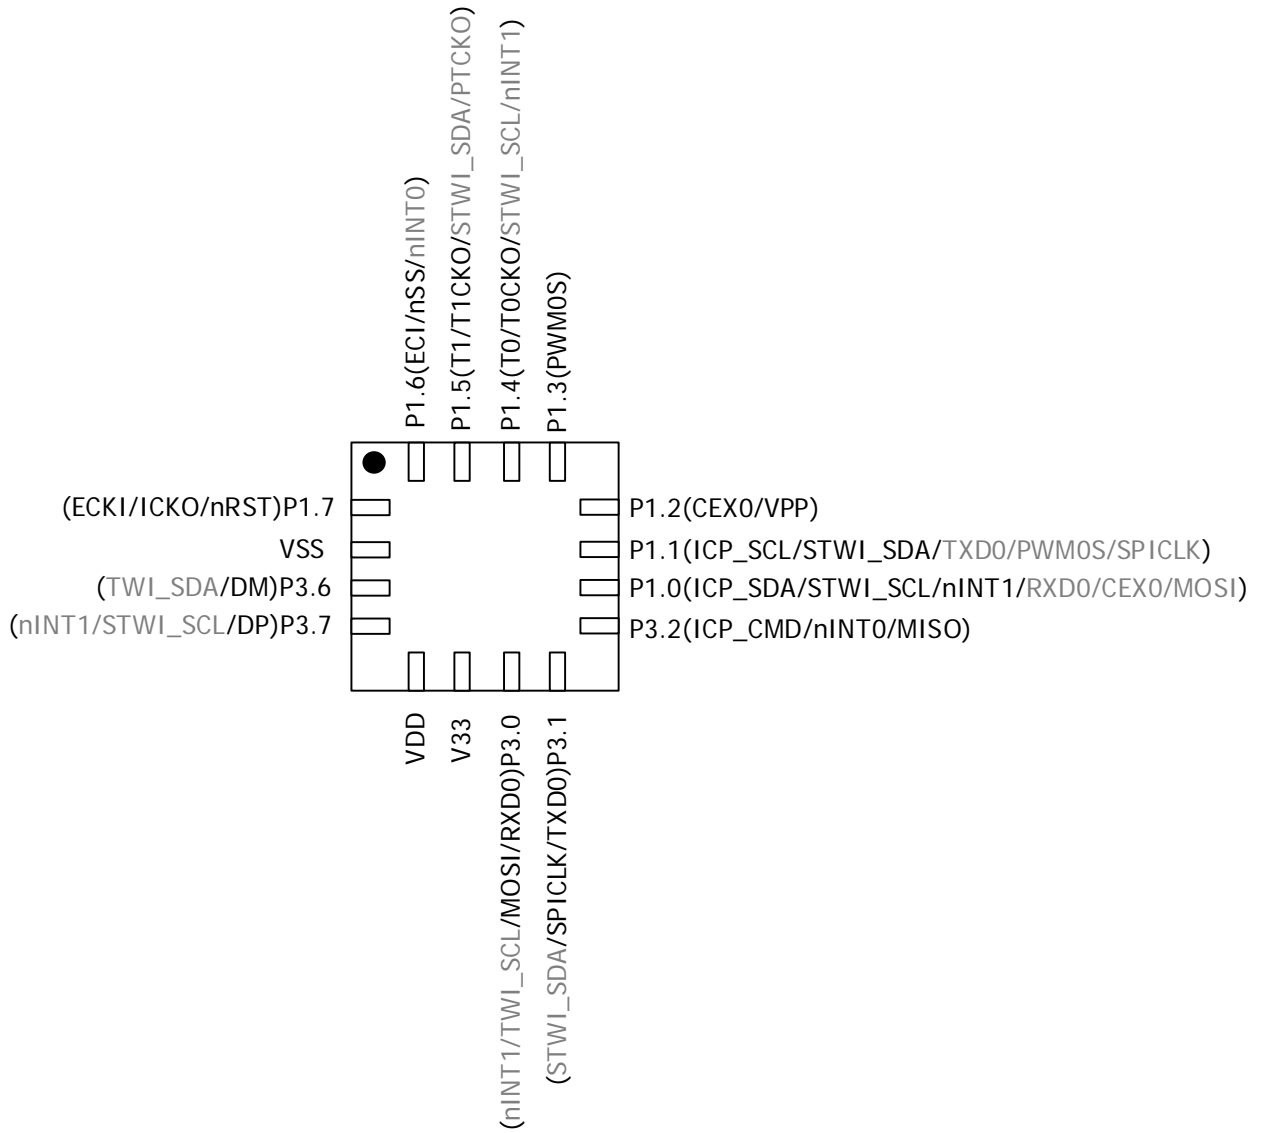 P1.6(ECI/nSS/nINT0)
P1.5(T1/T1CKO/STWI_SDA/PTCKO)
P1.4(T0/T0CKO/STWI_SCL/nINT1)
P1.3(PWM0S)
(ECKI/ICKO/nRST)P1.7
VSS
(TWI_SDA/DM)P3.6
(nINT1/STWI_SCL/DP)P3.7
P1.2(CEX0/VPP)
P1.1(ICP_SCL/STWI_SDA/TXD0/PWM0S/SPICLK)
P1.0(ICP_SDA/STWI_SCL/nINT1/RXD0/CEX0/MOSI)
P3.2(ICP_CMD/nINT0/MISO)
VDD
V33
(nINT1/TWI_SCL/MOSI/RXD0)P3.0
(STWI_SDA/SPICLK/TXD0)P3.1